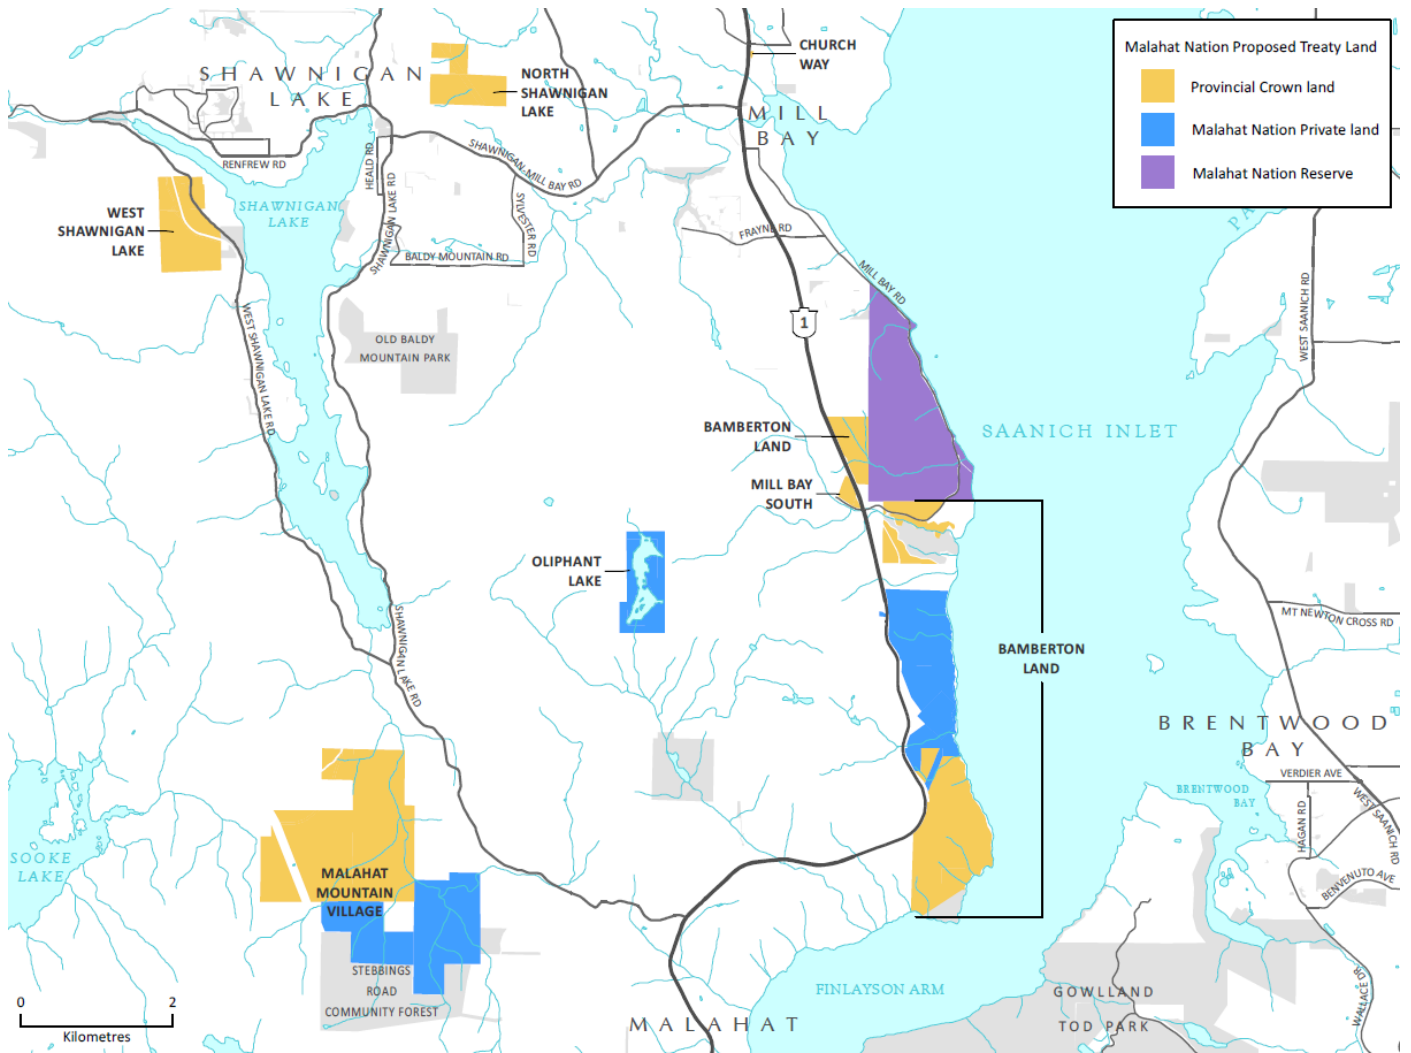 Malahat Nation Proposed Treaty Land
Provincial Crown land
Malahat Nation Private land
Malahat Nation Reserve
CHURCH
WAY
SHAWNIGAN
LAKE
NORTH
SHAWNIGAN
LAKE
MILL
BAY
RENFREW RD
HEALD RD
SHAWNIGAN-MILL BAY RD
SHAWNIGAN LAKE RD
SYLVESTER RD
BALDY MOUNTAIN RD
WEST
SHAWNIGAN
LAKE
SHAWNIGAN
LAKE
FRAYNE RD
MILL BAY RD
PA
WEST SAANICH RD
1
WEST SHAWNIGAN LAKE RD
OLD BALDY
MOUNTAIN PARK
BAMBERTON
LAND
SAANICH INLET
MILL BAY
SOUTH
OLIPHANT
LAKE
SHAWNIGAN LAKE RD
MT NEWTON CROSS RD
BAMBERTON
LAND
BRENTWOOD
BAY
VERDIER AVE
BRENTWOOD
BAY
HAGAN RD
WEST SAANICH RD
BENVENUTO AVE
SOOKE
LAKE
MALAHAT
MOUNTAIN
VILLAGE
STEBBINGS
ROAD
COMMUNITY FOREST
FINLAYSON ARM
GOWLLAND
TOD PARK
WALLACE DR
MALAHAT
0 2
Kilometres